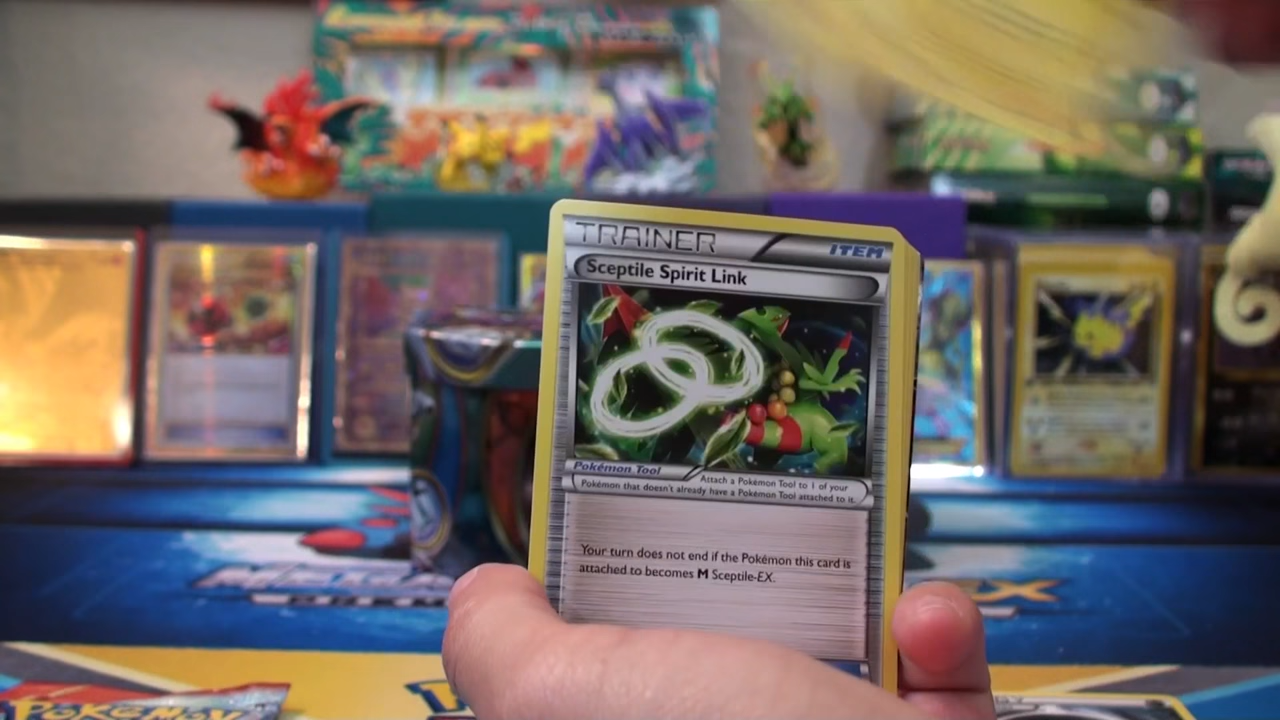 TRAINER
ITEM
Sceptile Spirit Link
Pokémon Tool
Attach a Pokémon Tool to 1 of your
Pokémon that doesn't already have a Pokémon Tool attached to it.
Your turn does not end if the Pokémon this card is
attached to becomes M Sceptile-EX.
POKéMON